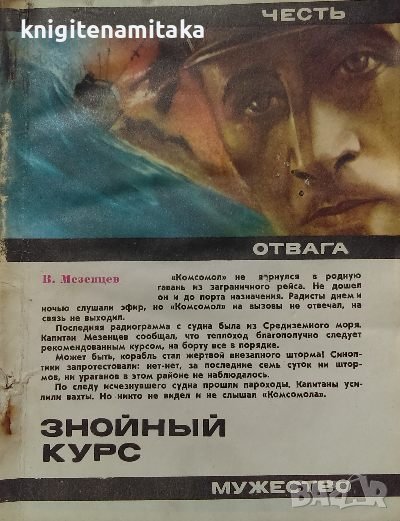 knigitenamitaka
ЧЕСТЬ
ОТВАГА
В. Мезенцев
«Комсомол» не вернулся в родную
гавань из заграничного рейса. Не дошел
он и до порта назначения. Радисты днем и
ночью слушали эфир, но «Комсомол» на вызовы не отвечал, на
связь не выходил.
Последняя радиограмма с судна была из Средиземного моря.
Капитан Мезенцев сообщал, что теплоход благополучно следует
рекомендованным курсом, на борту все в порядке.
Может быть, корабль стал жертвой внезапного шторма! Синоп-
тики запротестовали: нет-нет, за последние семь суток ни штор-
мов, ни ураганов в этом районе не наблюдалось.
По следу исчезнувшего судна прошли пароходы. Капитаны уси-
лили вахты. Но никто не видел и не слышал «Комсомола».
ЗНОЙНЫЙ
КУРС
МУЖЕСТВО
БАЗАР